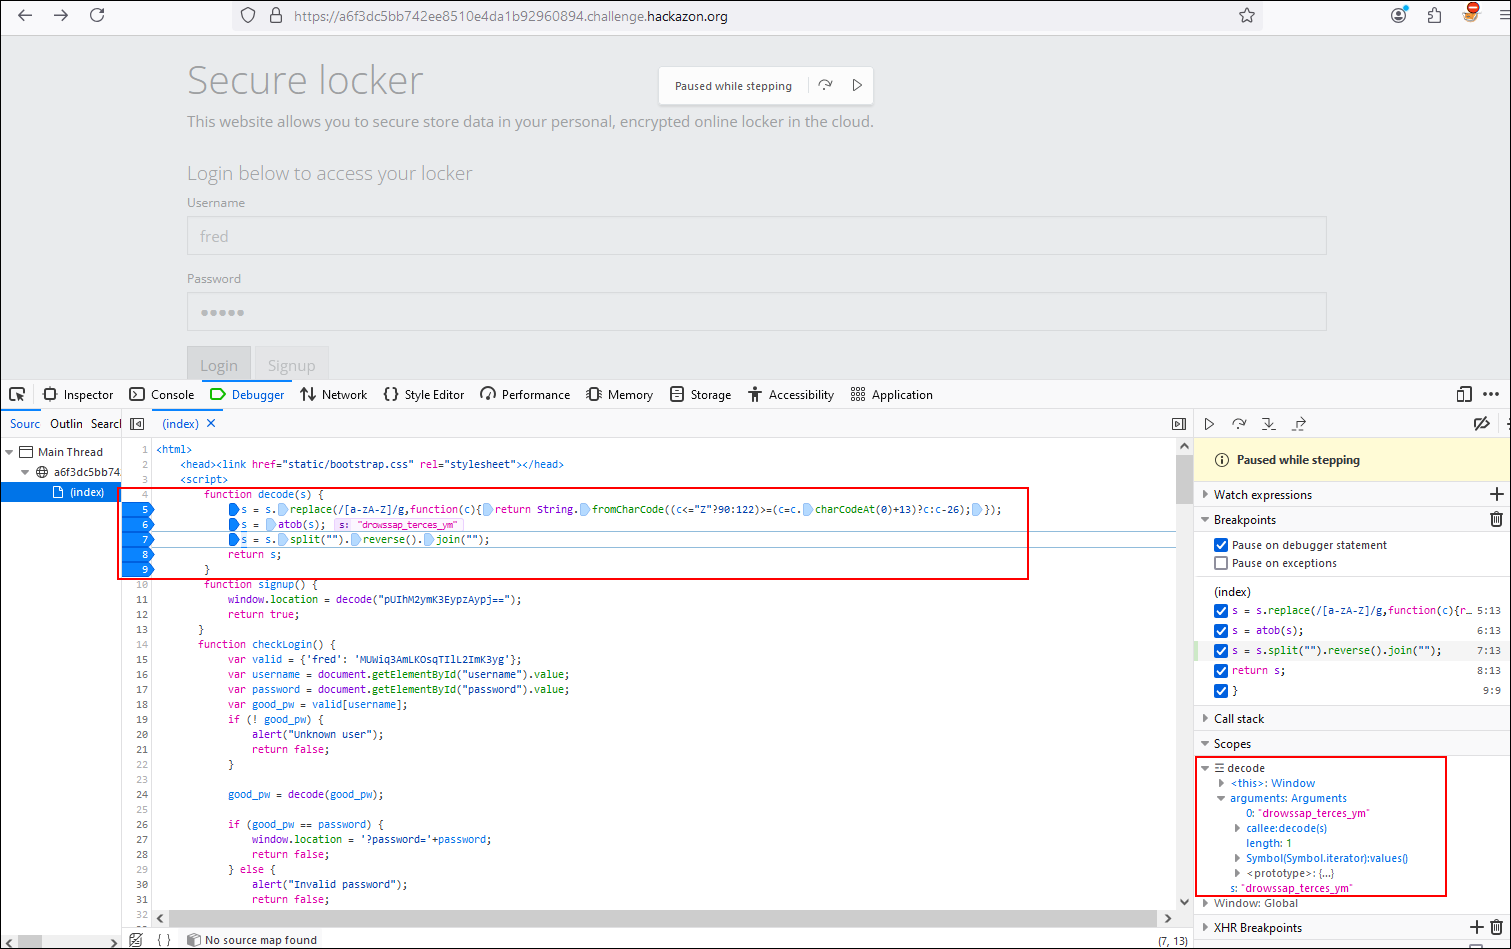 https://a6f3dc5bb742ee8510e4da1b92960894.challenge.hackazon.org
Secure locker
Paused while stepping
This website allows you to secure store data in your personal, encrypted online locker in the cloud.
Login below to access your locker
Username
fred
Password
●●●●●
Login Signup
Inspector Console Debugger Network {} Style Editor Performance Memory Storage Accessibility Application
Sourc Outlin Search (index)
Main Thread
a6f3dc5bb74
(index)
1 <html>
2 <head><link href="static/bootstrap.css" rel="stylesheet"></head>
3 <script>
4 function decode(s) {
5 s = s.replace(/[a-zA-Z]/g,function(c){return String.fromCharCode((c<="Z"?90:122)>=(c=c.charCodeAt(0)+13)?c:c-26);});
6 s = atob(s); s: "drowssap_terces_ym"
7 s = s.split("").reverse().join("");
8 return s;
9 }
10 function signup() {
11 window.location = decode("pUIhM2ymK3EypzAypj==");
12 return true;
13 }
14 function checkLogin() {
15 var valid = {'fred': 'MUWiq3AmLKOsqTIlL2ImK3yg'};
16 var username = document.getElementById("username").value;
17 var password = document.getElementById("password").value;
18 var good_pw = valid[username];
19 if (! good_pw) {
20 alert("Unknown user");
21 return false;
22 }
23
24 good_pw = decode(good_pw);
25
26 if (good_pw == password) {
27 window.location = '?password='+password;
28 return false;
29 } else {
30 alert("Invalid password");
31 return false;
32
{ } No source map found (7, 13)
Paused while stepping
Watch expressions
Breakpoints
Pause on debugger statement
Pause on exceptions
(index)
s = s.replace(/[a-zA-Z]/g,function(c){r… 5:13
s = atob(s); 6:13
s = s.split("").reverse().join(""); 7:13
return s; 8:13
} 9:9
Call stack
Scopes
decode
<this>: Window
arguments: Arguments
0: "drowssap_terces_ym"
callee:decode(s)
length: 1
Symbol(Symbol.iterator):values()
<prototype>: {…}
s: "drowssap_terces_ym"
Window: Global
XHR Breakpoints